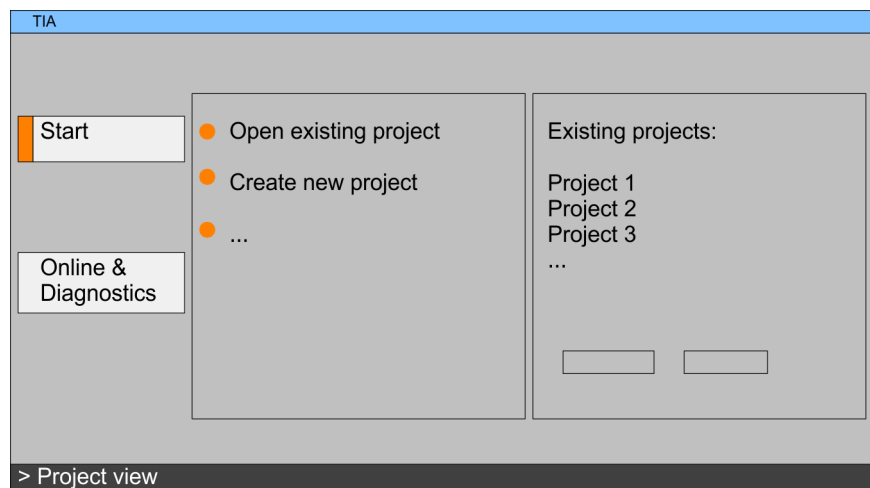 TIA
Start
Online &
Diagnostics
Open existing project
Create new project
...
Existing projects:
Project 1
Project 2
Project 3
...
> Project view